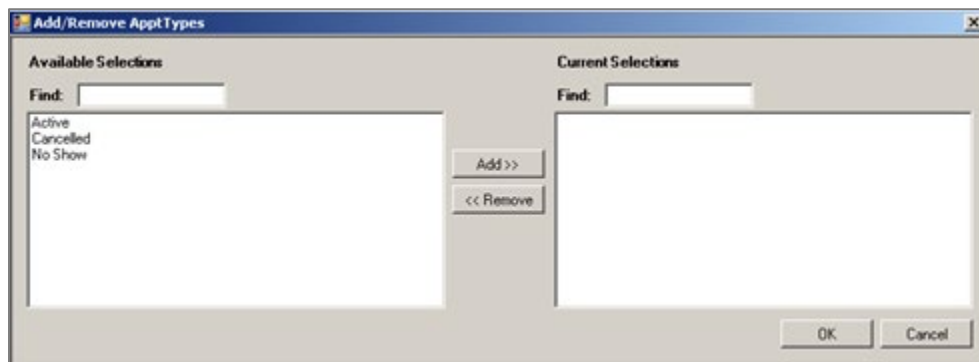 Add/Remove ApptTypes
Available Selections
Current Selections
Find:
Find:
Active
Cancelled
No Show
Add >>
<< Remove
OK
Cancel